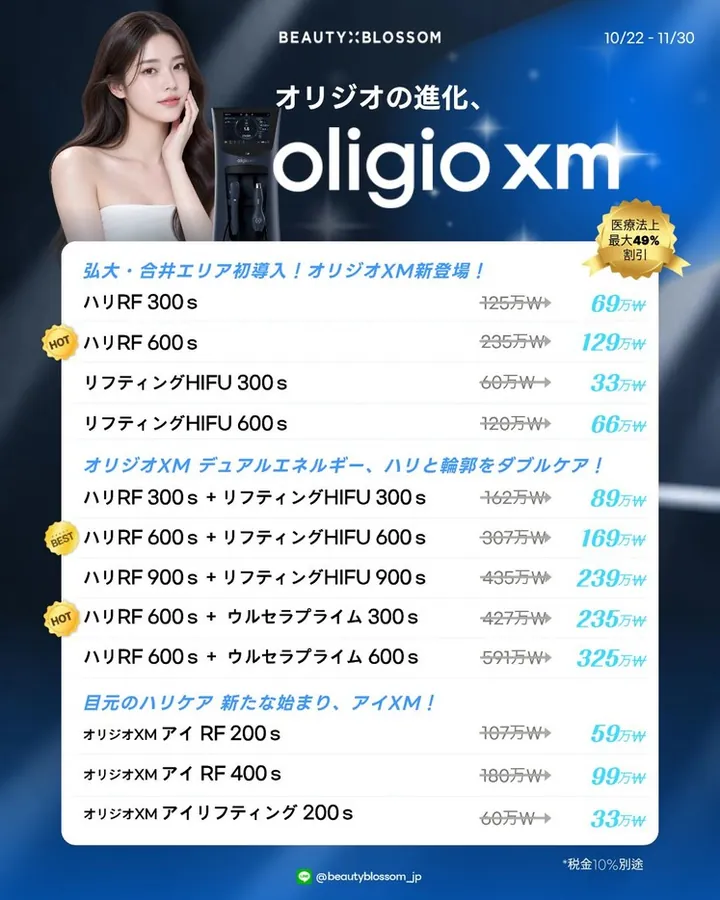 BEAUTY BLOSSOM
10/22 - 11/30
オリジオの進化、
oligio xm
医療法上
最大49%
割引
弘大・合井エリア初導入！オリジオXM新登場！
ハリRF 300s 125万W 69万₩
HOT ハリRF 600s 235万W 129万₩
リフティングHIFU 300s 60万W 33万₩
リフティングHIFU 600s 120万W 66万₩
オリジオXM デュアルエネルギー、ハリと輪郭をダブルケア！
ハリRF 300s + リフティングHIFU 300s 162万W 89万₩
BEST ハリRF 600s + リフティングHIFU 600s 307万W 169万₩
ハリRF 900s + リフティングHIFU 900s 435万W 239万₩
HOT ハリRF 600s + ウルセラプライム 300s 427万W 235万₩
ハリRF 600s + ウルセラプライム 600s 591万W 325万₩
目元のハリケア 新たな始まり、アイXM！
オリジオXM アイ RF 200s 107万W 59万₩
オリジオXM アイ RF 400s 180万W 99万₩
オリジオXM アイリフティング 200s 60万W 33万₩
*税金10%別途
LINE @beautyblossom_jp